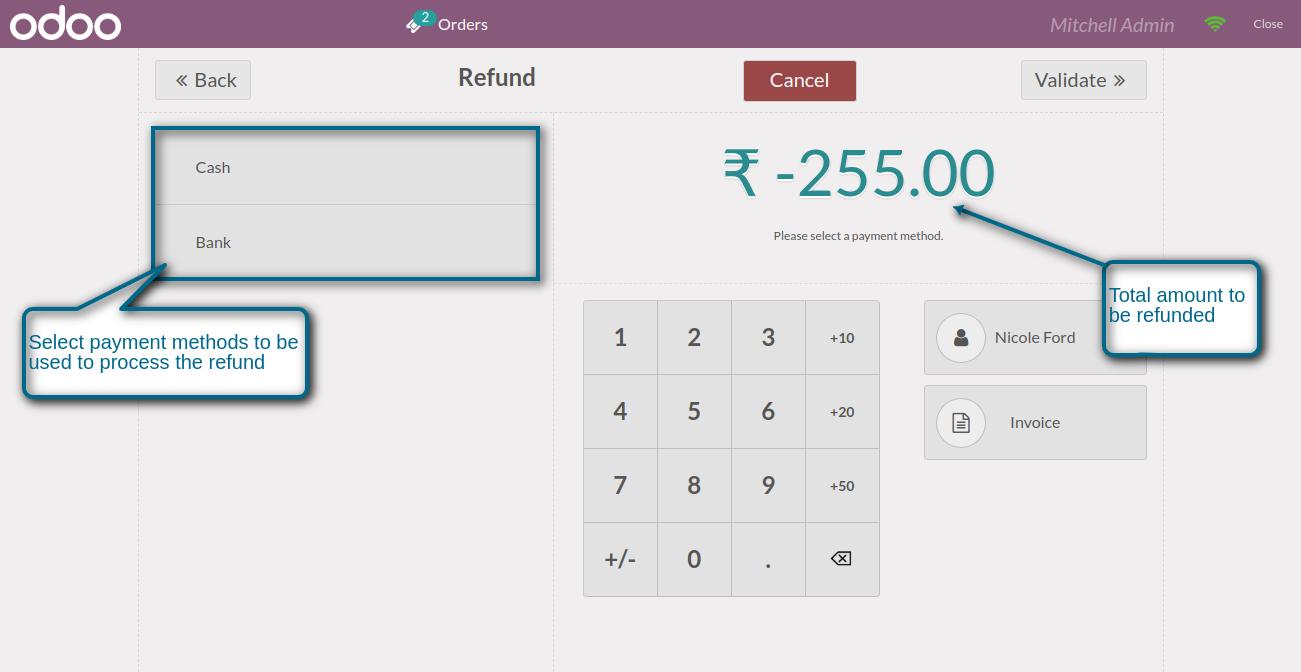 odoo
2
Orders
Mitchell Admin
Close
« Back
Refund
Cancel
Validate »
Cash
Bank
₹ -255.00
Please select a payment method.
Select payment methods to be
used to process the refund
Total amount to
be refunded
1 2 3 +10
4 5 6 +20
7 8 9 +50
+/- 0 .
Nicole Ford
Invoice